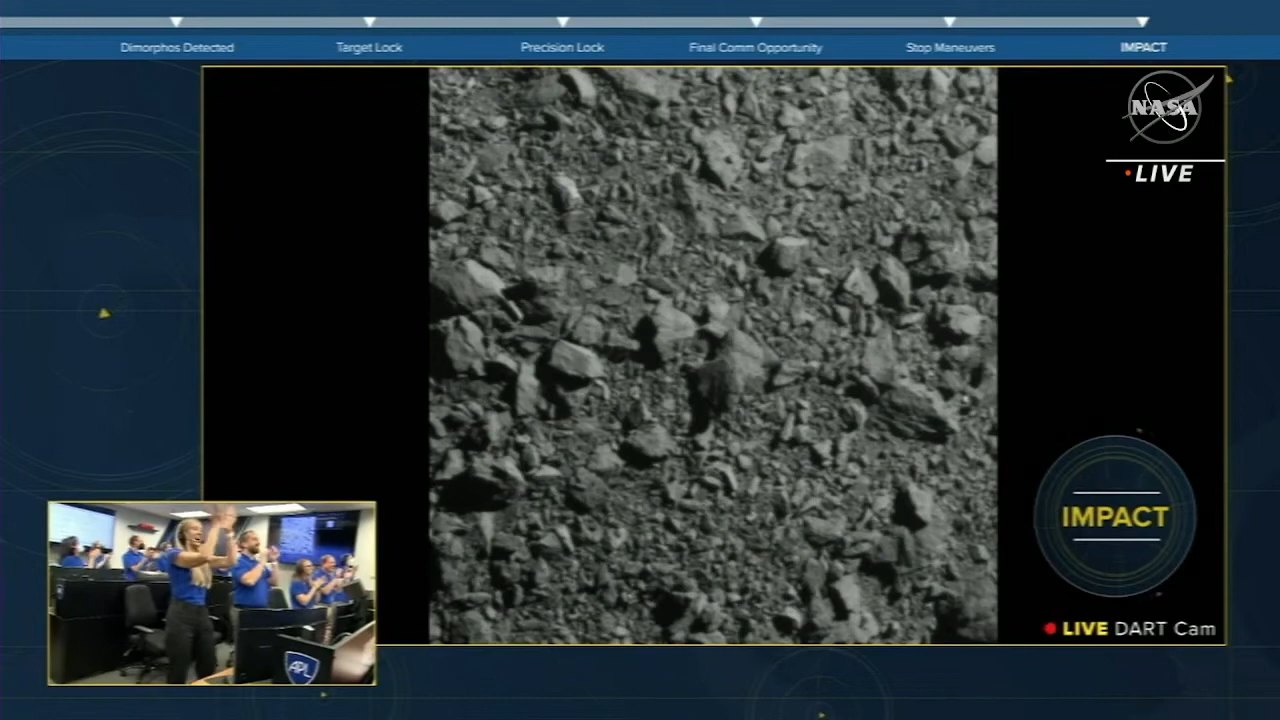 Dimorphos Detected
Target Lock
Precision Lock
Final Comm Opportunity
Stop Maneuvers
IMPACT
NASA
LIVE
IMPACT
LIVE DART Cam
APL